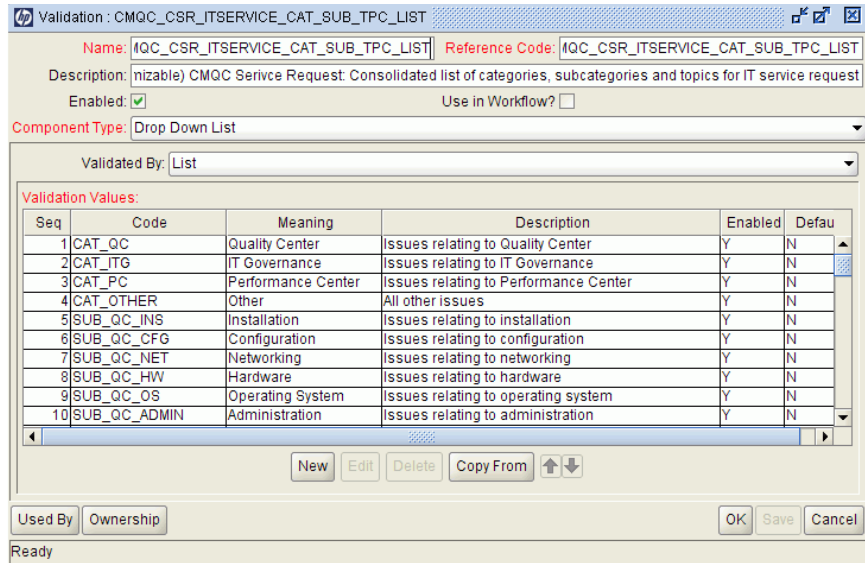 hp Validation : CMQC_CSR_ITSERVICE_CAT_SUB_TPC_LIST
Name: MQC_CSR_ITSERVICE_CAT_SUB_TPC_LIST Reference Code: MQC_CSR_ITSERVICE_CAT_SUB_TPC_LIST
Description: nizable) CMQC Serivce Request: Consolidated list of categories, subcategories and topics for IT service request
Enabled: Use in Workflow?
Component Type: Drop Down List
Validated By: List
Validation Values:
Seq Code Meaning Description Enabled Defau
1 CAT_QC Quality Center Issues relating to Quality Center Y N
2 CAT_ITG IT Governance Issues relating to IT Governance Y N
3 CAT_PC Performance Center Issues relating to Performance Center Y N
4 CAT_OTHER Other All other issues Y N
5 SUB_QC_INS Installation Issues relating to installation Y N
6 SUB_QC_CFG Configuration Issues relating to configuration Y N
7 SUB_QC_NET Networking Issues relating to networking Y N
8 SUB_QC_HW Hardware Issues relating to hardware Y N
9 SUB_QC_OS Operating System Issues relating to operating system Y N
10 SUB_QC_ADMIN Administration Issues relating to administration Y N
New Edit Delete Copy From
Used By Ownership OK Save Cancel
Ready